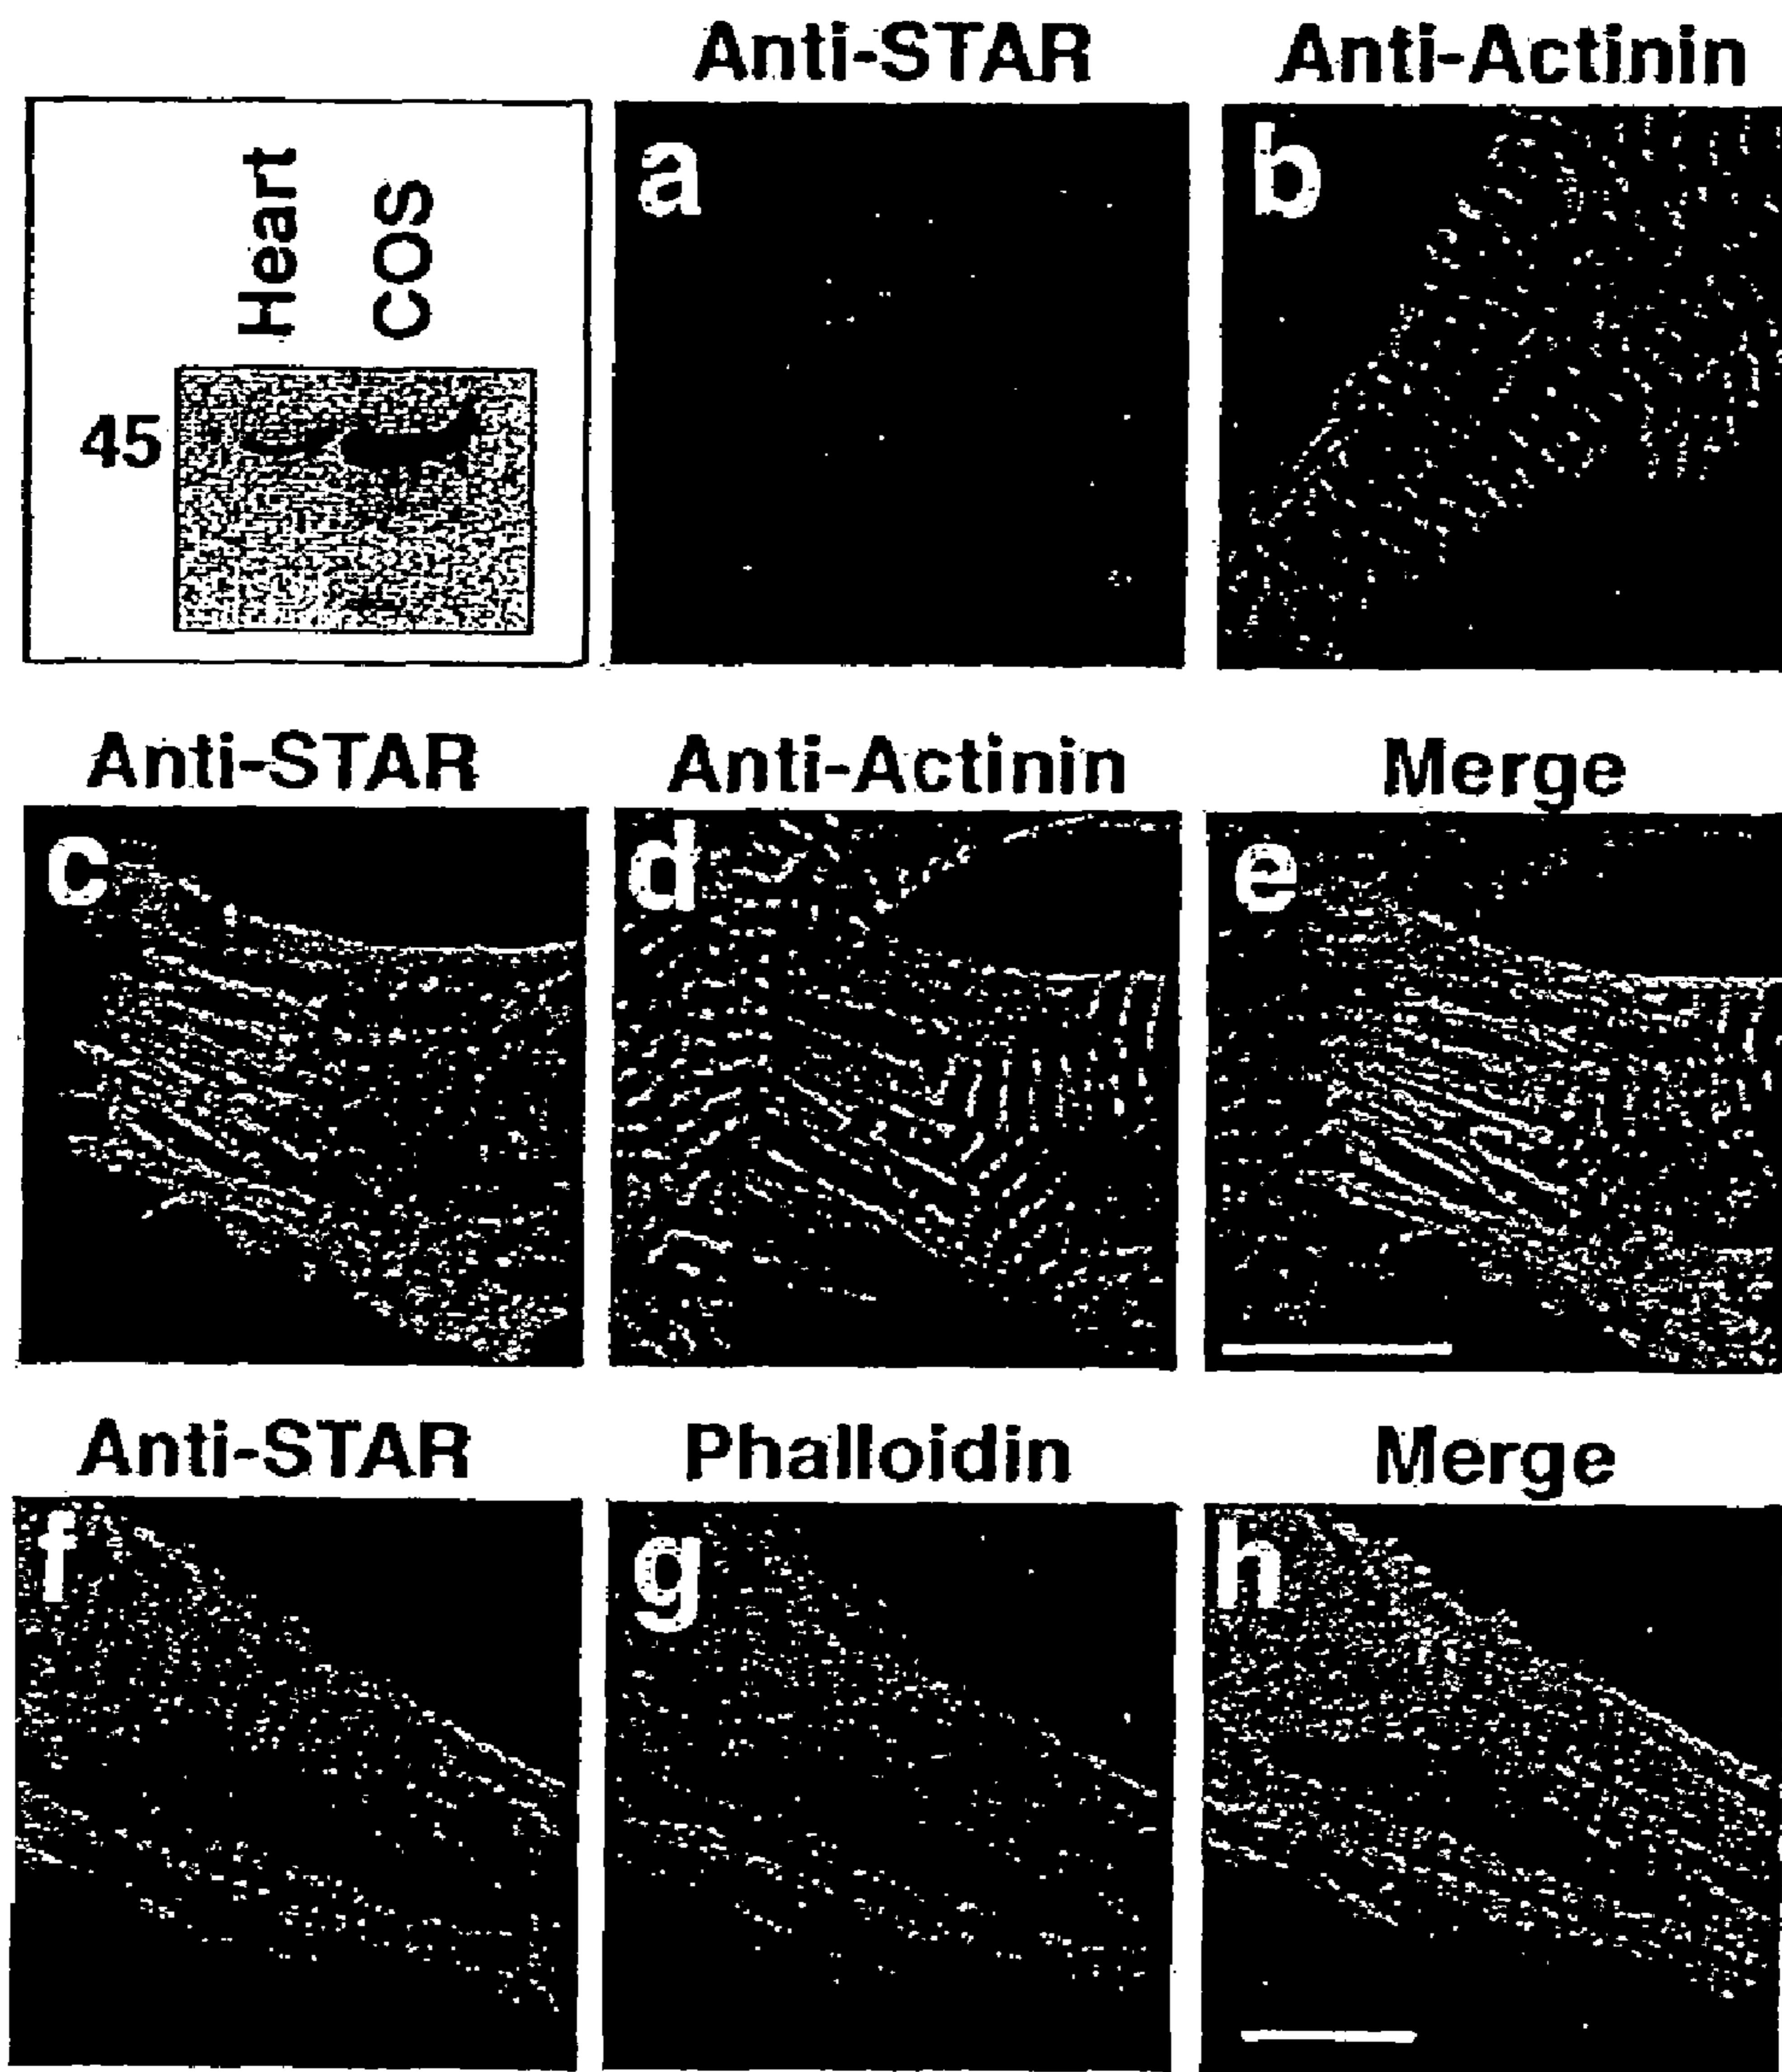 Anti-STAR Anti-Actinin
Heart COS
45
a b
Anti-STAR Anti-Actinin Merge
c d e
Anti-STAR Phalloidin Merge
f g h